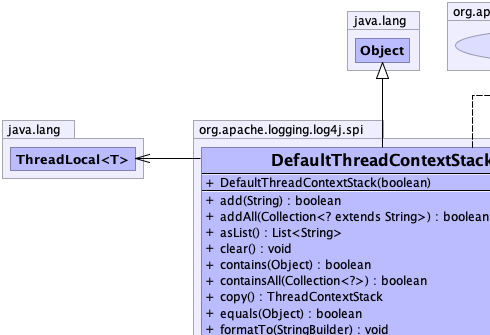 java.lang
Object
org.ap
java.lang
ThreadLocal<T>
org.apache.logging.log4j.spi
DefaultThreadContextStack
+ DefaultThreadContextStack(boolean)
+ add(String) : boolean
+ addAll(Collection<? extends String>) : boolean
+ asList() : List<String>
+ clear() : void
+ contains(Object) : boolean
+ containsAll(Collection<?>) : boolean
+ copy() : ThreadContextStack
+ equals(Object) : boolean
+ formatTo(StringBuilder) : void